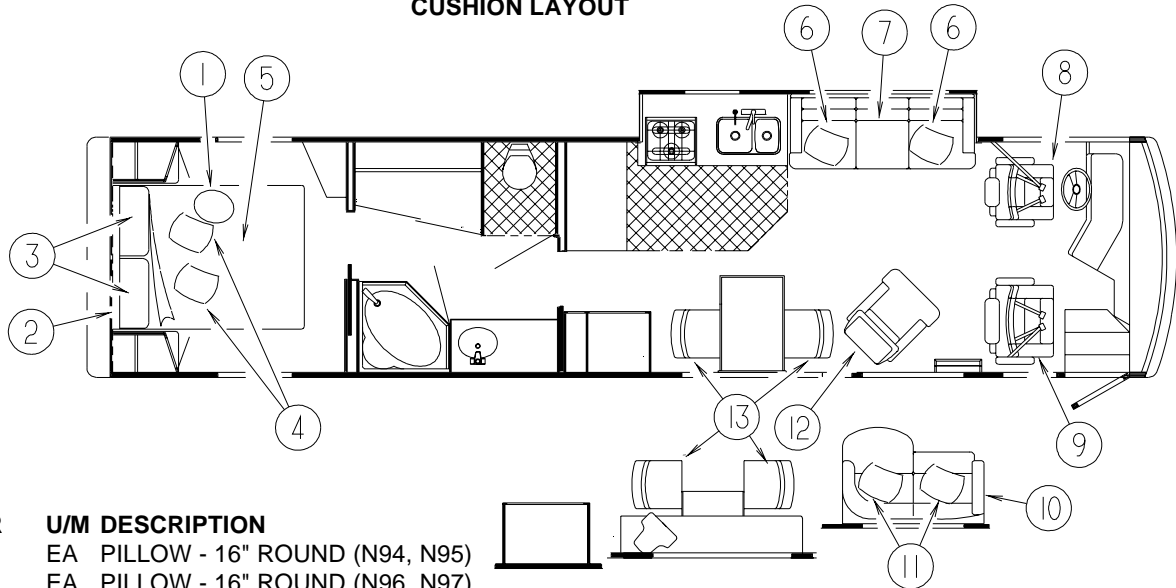 CUSHION LAYOUT
1 5 6 7 6 8
3
2
4
13 12 9
10
11
U/M DESCRIPTION
EA PILLOW - 16" ROUND (N94, N95)
EA PILLOW - 16" ROUND (N96, N97)